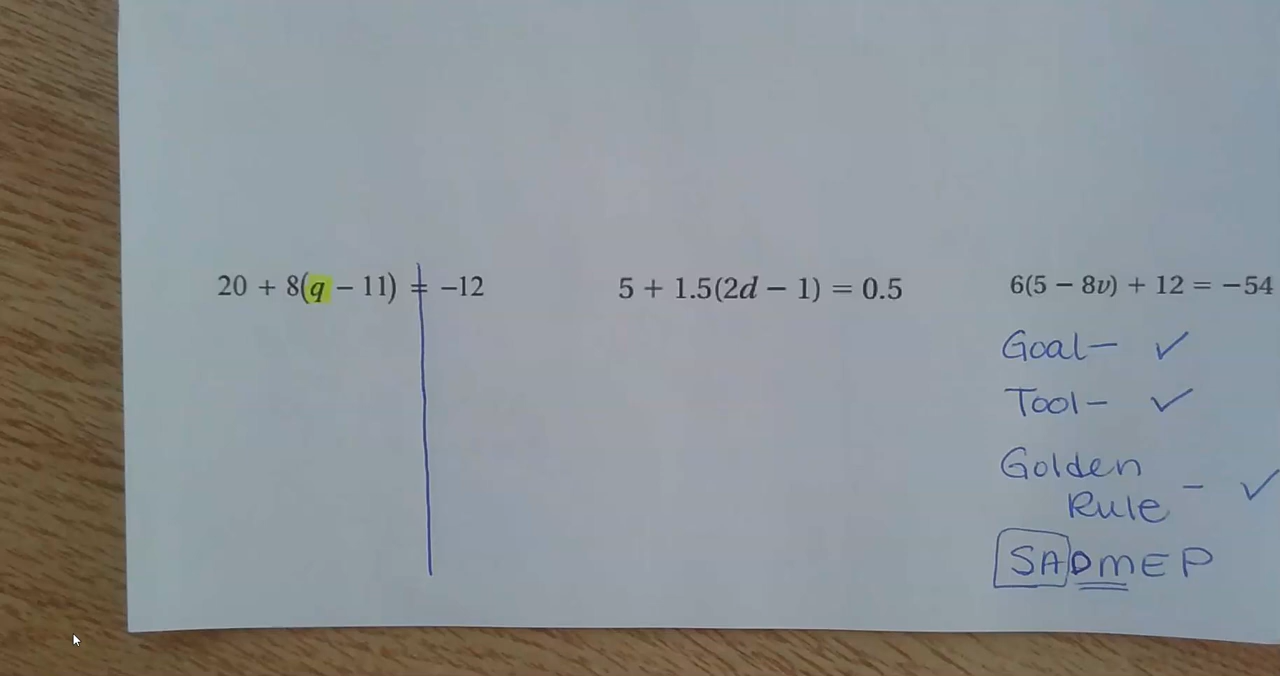 20 + 8(q − 11) = −12
5 + 1.5(2d − 1) = 0.5
6(5 − 8v) + 12 = −54
Goal – ✓
Tool – ✓
Golden
Rule – ✓
SADMEP